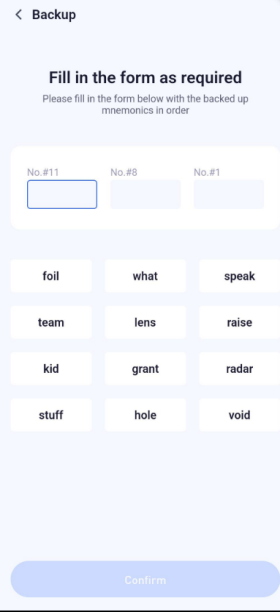 Backup
Fill in the form as required
Please fill in the form below with the backed up
mnemonics in order
No.#11 No.#8 No.#1
foil what speak
team lens raise
kid grant radar
stuff hole void
Confirm